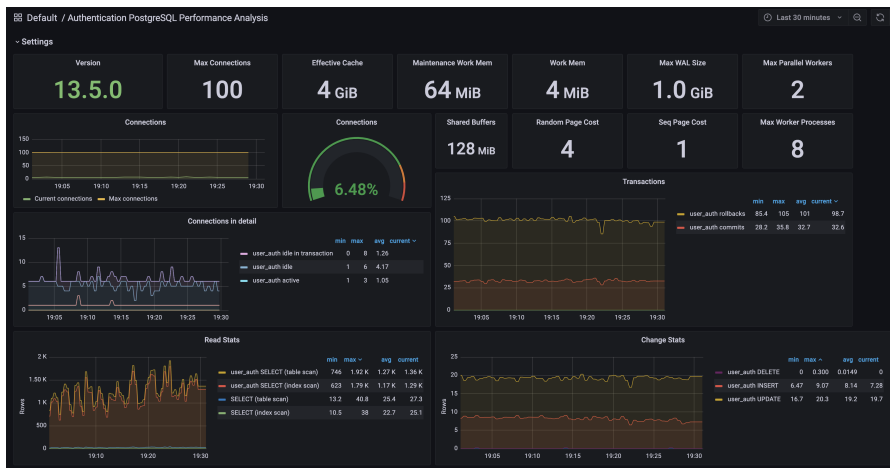 Default / Authentication PostgreSQL Performance Analysis
Last 30 minutes
Settings
Version
13.5.0
Max Connections
100
Effective Cache
4 GiB
Maintenance Work Mem
64 MiB
Work Mem
4 MiB
Max WAL Size
1.0 GiB
Max Parallel Workers
2
Connections
150
100
50
0
19:05 19:10 19:15 19:20 19:25 19:30
Current connections Max connections
Connections
6.48%
Shared Buffers
128 MiB
Random Page Cost
4
Seq Page Cost
1
Max Worker Processes
8
Connections in detail
15
10
5
0
19:05 19:10 19:15 19:20 19:25 19:30
min max avg current
user_auth idle in transaction 0 8 1.26
user_auth idle 1 6 4.17
user_auth active 1 3 1.05
Transactions
125
100
75
50
25
0
19:05 19:10 19:15 19:20 19:25 19:30
min max avg current
user_auth rollbacks 85.4 105 101 98.7
user_auth commits 28.2 35.8 32.7 32.6
Read Stats
Rows
2 K
1.50 K
1 K
500
0
19:10 19:20 19:30
min max avg current
user_auth SELECT (table scan) 746 1.92 K 1.27 K 1.36 K
user_auth SELECT (index scan) 623 1.79 K 1.17 K 1.29 K
SELECT (table scan) 13.2 40.8 25.4 27.3
SELECT (index scan) 10.5 38 22.7 25.1
Change Stats
Rows
25
20
15
10
5
0
19:05 19:10 19:15 19:20 19:25 19:30
min max avg current
user_auth DELETE 0 0.300 0.0149 0
user_auth INSERT 6.47 9.07 8.14 7.28
user_auth UPDATE 16.7 20.3 19.2 19.7